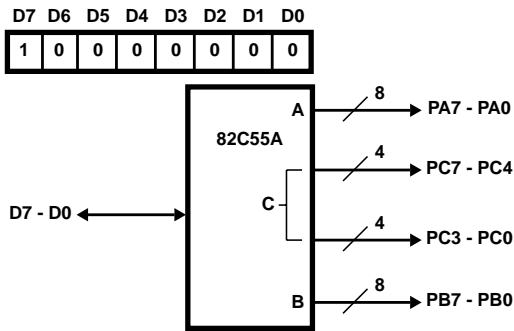 D7 D6 D5 D4 D3 D2 D1 D0
1 0 0 0 0 0 0 0
8
A PA7 - PA0
82C55A
4
PC7 - PC4
C
D7 - D0
4
PC3 - PC0
8
B PB7 - PB0